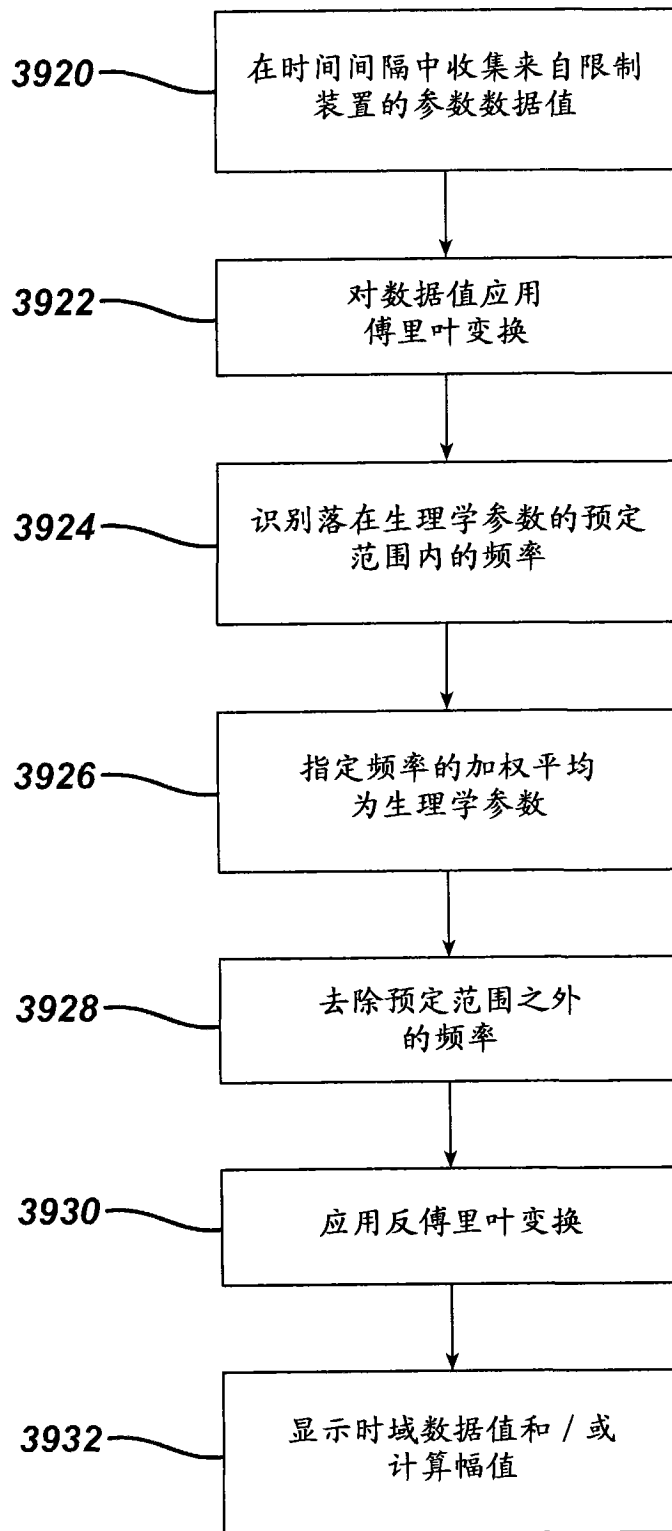 3920
在时间间隔中收集来自限制
装置的参数数据值
3922
对数据值应用
傅里叶变换
3924
识别落在生理学参数的预定
范围内的频率
3926
指定频率的加权平均
为生理学参数
3928
去除预定范围之外
的频率
3930
应用反傅里叶变换
3932
显示时域数据值和 / 或
计算幅值